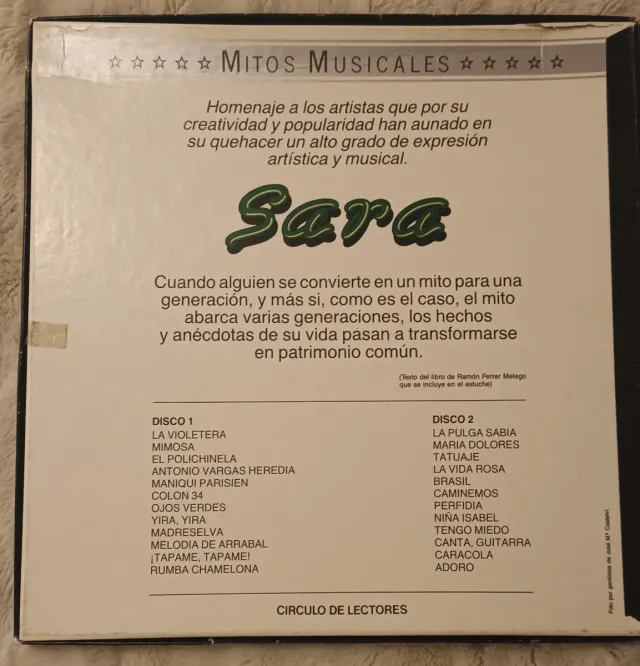 ☆☆☆☆☆ MITOS MUSICALES ☆☆☆☆☆
Homenaje a los artistas que por su
creatividad y popularidad han aunado en
su quehacer un alto grado de expresión
artística y musical.
Sara
Cuando alguien se convierte en un mito para una
generación, y más si, como es el caso, el mito
abarca varias generaciones, los hechos
y anécdotas de su vida pasan a transformarse
en patrimonio común.
(Texto del libro de Ramón Ferrer Melego
que se incluye en el estuche)
DISCO 1
LA VIOLETERA
MIMOSA
EL POLICHINELA
ANTONIO VARGAS HEREDIA
MANIQUI PARISIEN
COLON 34
OJOS VERDES
YIRA, YIRA
MADRESELVA
MELODIA DE ARRABAL
¡TAPAME, TAPAME!
RUMBA CHAMELONA
DISCO 2
LA PULGA SABIA
MARIA DOLORES
TATUAJE
LA VIDA ROSA
BRASIL
CAMINEMOS
PERFIDIA
NIÑA ISABEL
TENGO MIEDO
CANTA, GUITARRA
CARACOLA
ADORO
CIRCULO DE LECTORES
Foto por gentileza de José Mª